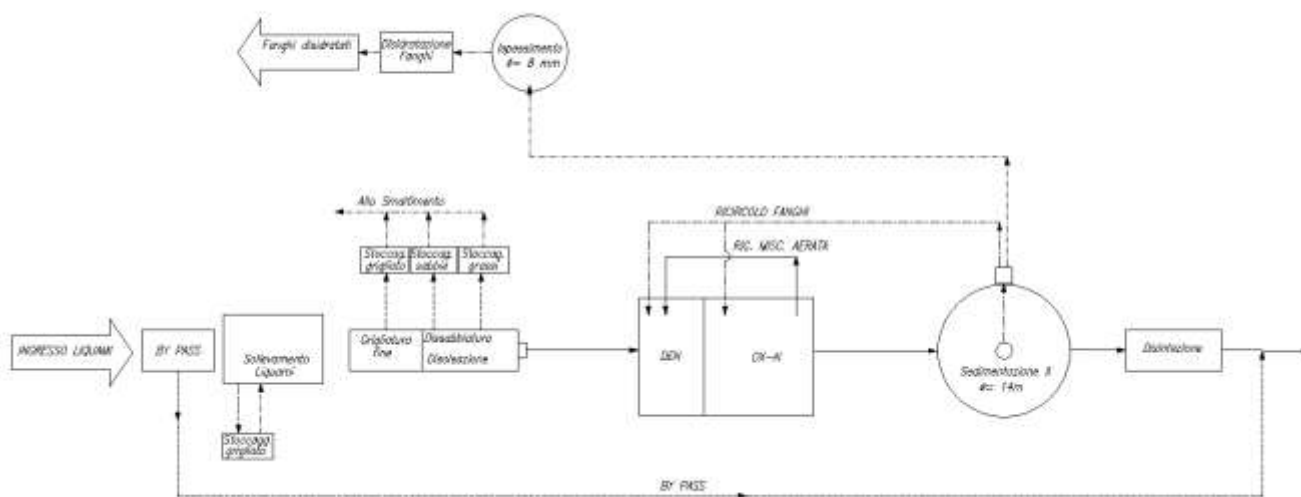 Fanghi disidratati
Disidratazione
Fanghi
Ispessimento
ø= 8 mm
Allo Smaltimento
RICIRCOLO FANGHI
Stoccag.
grigliato
Stoccag.
sabbie
Stoccag.
grassi
RIC. MISC. AERATA
INGRESSO LIQUAMI
BY PASS
Sollevamento
Liquami
Grigliatura
fine
Dissabbiatura
Disoleazione
DEN
OX-N
Sedimentazione II
ø= 14m
Disinfezione
grigliato
BY PASS